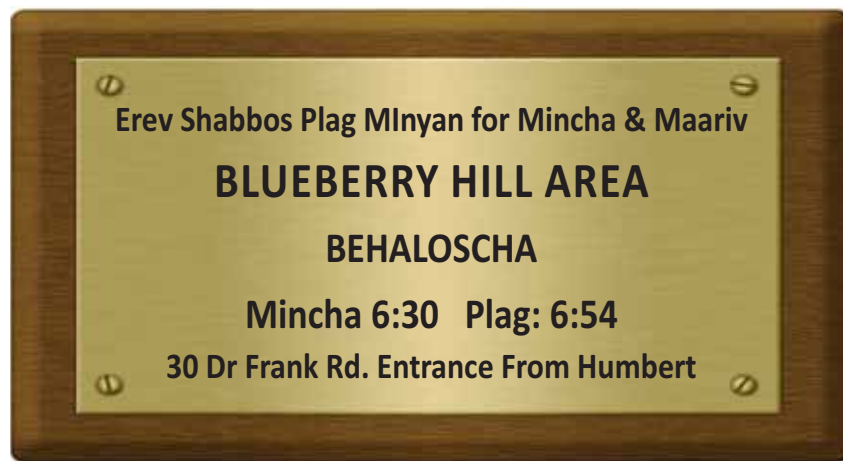 Erev Shabbos Plag MInyan for Mincha & Maariv
BLUEBERRY HILL AREA
BEHALOSCHA
Mincha 6:30 Plag: 6:54
30 Dr Frank Rd. Entrance From Humbert